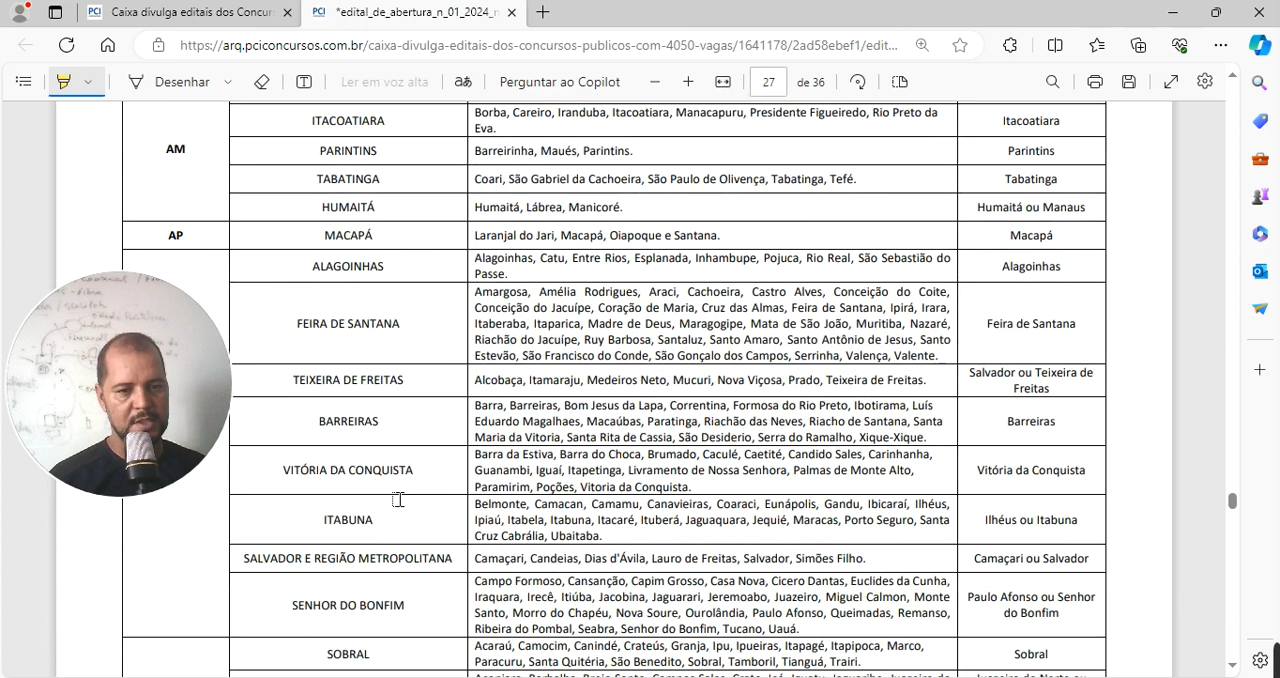 PCI Caixa divulga editais dos Concur
PCI *edital_de_abertura_n_01_2024_n
https://arq.pciconcursos.com.br/caixa-divulga-editais-dos-concursos-publicos-com-4050-vagas/1641178/2ad58ebef1/edit...
Desenhar
Ler em voz alta
aあ
Perguntar ao Copilot
27
de 36
AM
ITACOATIARA
Borba, Careiro, Iranduba, Itacoatiara, Manacapuru, Presidente Figueiredo, Rio Preto da
Eva.
Itacoatiara
PARINTINS
Barreirinha, Maués, Parintins.
Parintins
TABATINGA
Coari, São Gabriel da Cachoeira, São Paulo de Olivença, Tabatinga, Tefé.
Tabatinga
HUMAITÁ
Humaitá, Lábrea, Manicoré.
Humaitá ou Manaus
AP
MACAPÁ
Laranjal do Jari, Macapá, Oiapoque e Santana.
Macapá
ALAGOINHAS
Alagoinhas, Catu, Entre Rios, Esplanada, Inhambupe, Pojuca, Rio Real, São Sebastião do
Passe.
Alagoinhas
FEIRA DE SANTANA
Amargosa, Amélia Rodrigues, Araci, Cachoeira, Castro Alves, Conceição do Coite,
Conceição do Jacuípe, Coração de Maria, Cruz das Almas, Feira de Santana, Ipirá, Irara,
Itaberaba, Itaparica, Madre de Deus, Maragogipe, Mata de São João, Muritiba, Nazaré,
Riachão do Jacuípe, Ruy Barbosa, Santaluz, Santo Amaro, Santo Antônio de Jesus, Santo
Estevão, São Francisco do Conde, São Gonçalo dos Campos, Serrinha, Valença, Valente.
Feira de Santana
TEIXEIRA DE FREITAS
Alcobaça, Itamaraju, Medeiros Neto, Mucuri, Nova Viçosa, Prado, Teixeira de Freitas.
Salvador ou Teixeira de
Freitas
BARREIRAS
Barra, Barreiras, Bom Jesus da Lapa, Correntina, Formosa do Rio Preto, Ibotirama, Luís
Eduardo Magalhaes, Macaúbas, Paratinga, Riachão das Neves, Riacho de Santana, Santa
Maria da Vitoria, Santa Rita de Cassia, São Desiderio, Serra do Ramalho, Xique-Xique.
Barreiras
VITÓRIA DA CONQUISTA
Barra da Estiva, Barra do Choca, Brumado, Caculé, Caetité, Candido Sales, Carinhanha,
Guanambi, Iguaí, Itapetinga, Livramento de Nossa Senhora, Palmas de Monte Alto,
Paramirim, Poções, Vitoria da Conquista.
Vitória da Conquista
ITABUNA
Belmonte, Camacan, Camamu, Canavieiras, Coaraci, Eunápolis, Gandu, Ibicaraí, Ilhéus,
Ipiaú, Itabela, Itabuna, Itacaré, Ituberá, Jaguaquara, Jequié, Maracas, Porto Seguro, Santa
Cruz Cabrália, Ubaitaba.
Ilhéus ou Itabuna
SALVADOR E REGIÃO METROPOLITANA
Camaçari, Candeias, Dias d'Ávila, Lauro de Freitas, Salvador, Simões Filho.
Camaçari ou Salvador
SENHOR DO BONFIM
Campo Formoso, Cansanção, Capim Grosso, Casa Nova, Cicero Dantas, Euclides da Cunha,
Iraquara, Irecê, Itiúba, Jacobina, Jaguarari, Jeremoabo, Juazeiro, Miguel Calmon, Monte
Santo, Morro do Chapéu, Nova Soure, Ourolândia, Paulo Afonso, Queimadas, Remanso,
Ribeira do Pombal, Seabra, Senhor do Bonfim, Tucano, Uauá.
Paulo Afonso ou Senhor
do Bonfim
SOBRAL
Acaraú, Camocim, Canindé, Crateús, Granja, Ipu, Ipueiras, Itapagé, Itapipoca, Marco,
Paracuru, Santa Quitéria, São Benedito, Sobral, Tamboril, Tianguá, Trairi.
Sobral